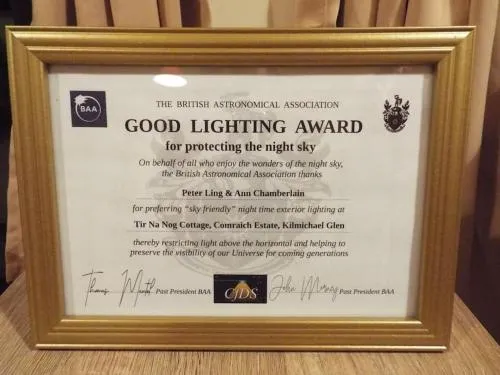 BAA
THE BRITISH ASTRONOMICAL ASSOCIATION
GOOD LIGHTING AWARD
for protecting the night sky
On behalf of all who enjoy the wonders of the night sky,
the British Astronomical Association thanks
Peter Ling & Ann Chamberlain
for preferring "sky friendly" night time exterior lighting at
Tir Na Nog Cottage, Comraich Estate, Kilmichael Glen
thereby restricting light above the horizontal and helping to
preserve the visibility of our Universe for coming generations
Past President BAA
CfDS
John
Past President BAA